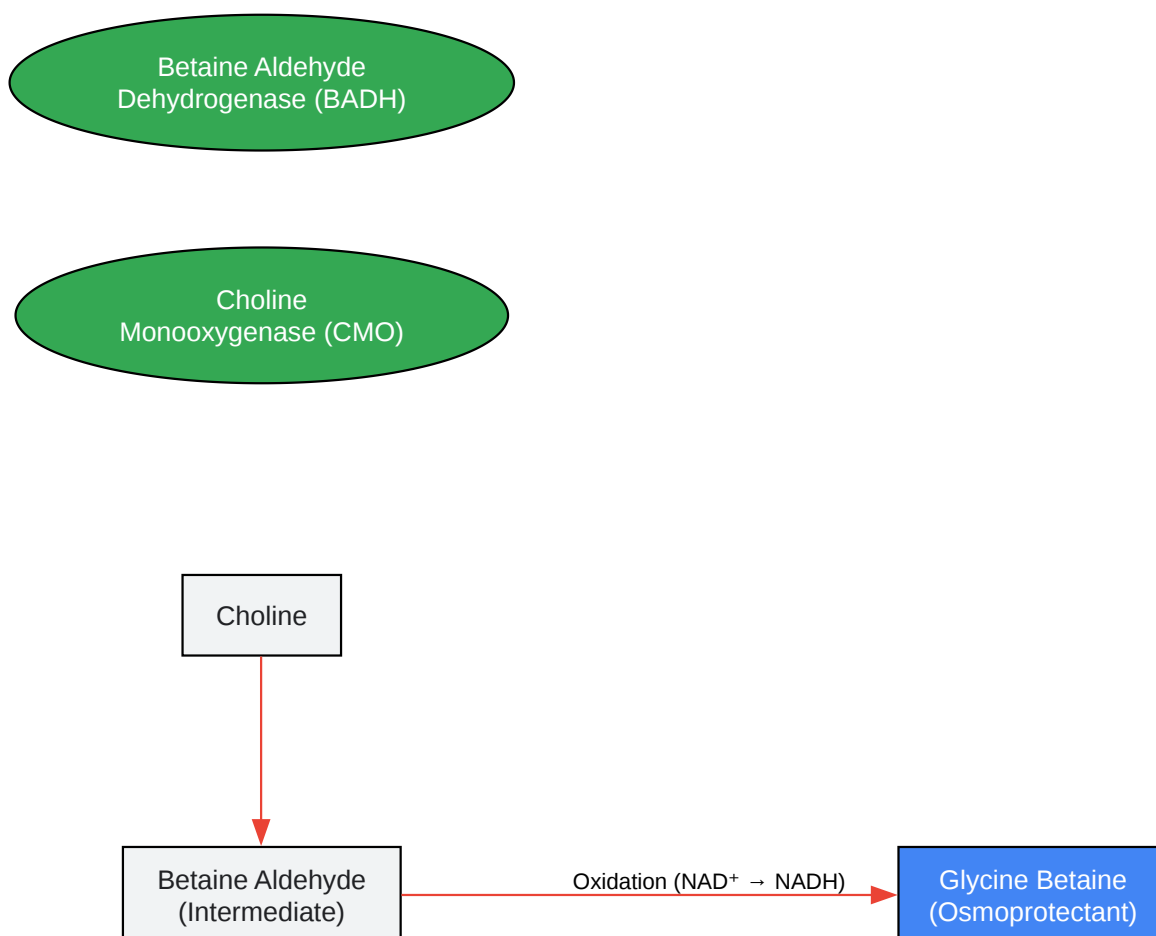 Betaine Aldehyde
Dehydrogenase (BADH)
Choline
Monooxygenase (CMO)
Choline
Betaine Aldehyde
(Intermediate)
Oxidation (NAD⁺ → NADH)
Glycine Betaine
(Osmoprotectant)